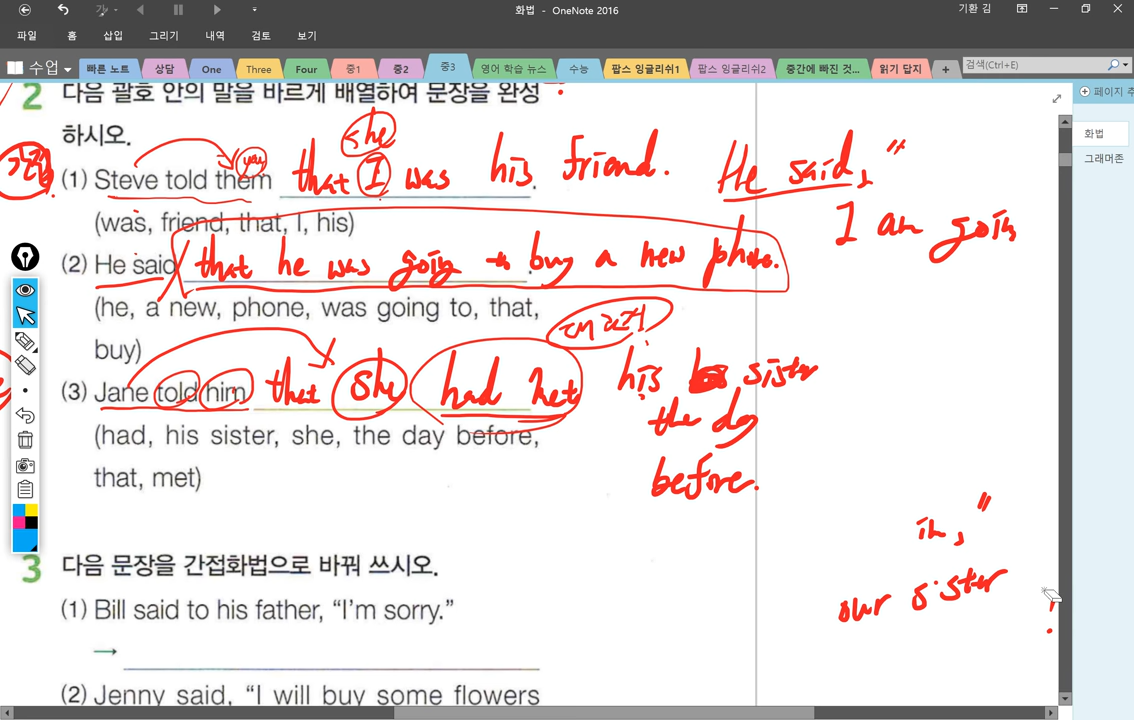 화법 - OneNote 2016
기환 김
파일 홈 삽입 그리기 내역 검토 보기
수업 빠른 노트 상담 One Three Four 중1 중2 중3 영어 학습 뉴스 수능 팝스 잉글리쉬1 팝스 잉글리쉬2 중간에 빠진 것... 읽기 답지 + 검색(Ctrl+E)
페이지 추
화법
그래머존
2 다음 괄호 안의 말을 바르게 배열하여 문장을 완성
하시오.
she
you
(1) Steve told them that I was his friend.
He said, "
I am going
(was, friend, that, I, his)
(2) He said that he was going to buy a new phone.
(he, a new, phone, was going to, that,
buy)
(3) Jane told him that she had met his sister
the day
before.
(had, his sister, she, the day before,
that, met)
"
our sister
3 다음 문장을 간접화법으로 바꿔 쓰시오.
(1) Bill said to his father, “I’m sorry.”
→
(2) Jenny said, “I will buy some flowers